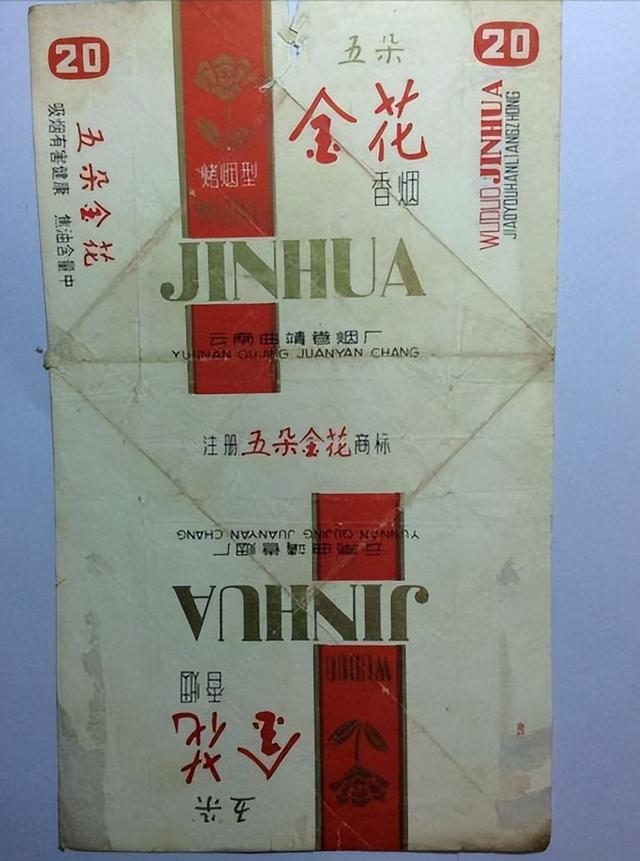 20
吸烟有害健康 焦油含量中
五朵金花
五朵
金花
香烟
烤烟型
WUDUO
JINHUA
云南曲靖卷烟厂
YUNNAN QUJING JUANYAN CHANG
20
WUDUO JINHUA
JIAOYOUHANLIANGZHONG
注册五朵金花商标
云南曲靖卷烟厂
YUNNAN QUJING JUANYAN CHANG
JINHUA
WUDUO
香烟
金花
五朵